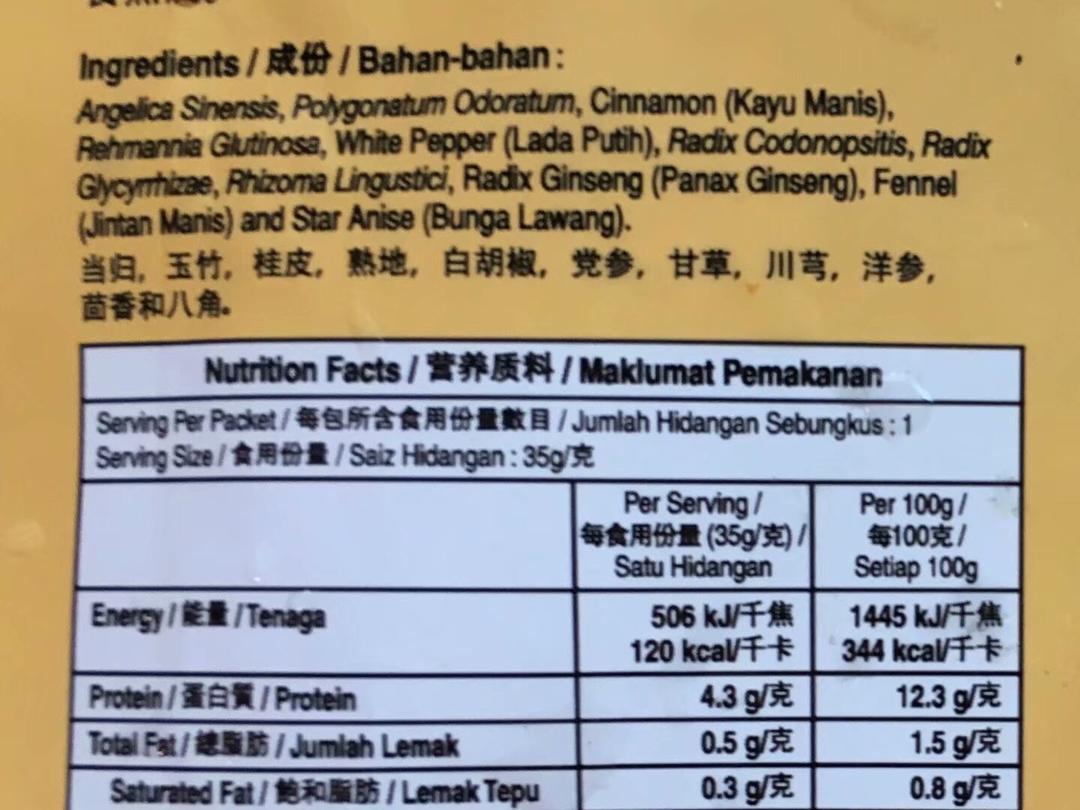 Ingredients / 成份 / Bahan-bahan :
Angelica Sinensis, Polygonatum Odoratum, Cinnamon (Kayu Manis),
Rehmannia Glutinosa, White Pepper (Lada Putih), Radix Codonopsitis, Radix
Glycyrrhizae, Rhizoma Lingustici, Radix Ginseng (Panax Ginseng), Fennel
(Jintan Manis) and Star Anise (Bunga Lawang).
当归, 玉竹, 桂皮, 熟地, 白胡椒, 党参, 甘草, 川芎, 洋参,
茴香和八角。
Nutrition Facts / 营养质料 / Maklumat Pemakanan
Serving Per Packet / 每包所含食用份量數目 / Jumlah Hidangan Sebungkus : 1
Serving Size / 食用份量 / Saiz Hidangan : 35g/克
Per Serving / Per 100g /
每食用份量 (35g/克) / 每100克 /
Satu Hidangan Setiap 100g
Energy / 能量 / Tenaga 506 kJ/千焦 1445 kJ/千焦
120 kcal/千卡 344 kcal/千卡
Protein / 蛋白質 / Protein 4.3 g/克 12.3 g/克
Total Fat / 總脂肪 / Jumlah Lemak 0.5 g/克 1.5 g/克
Saturated Fat / 飽和脂肪 / Lemak Tepu 0.3 g/克 0.8 g/克